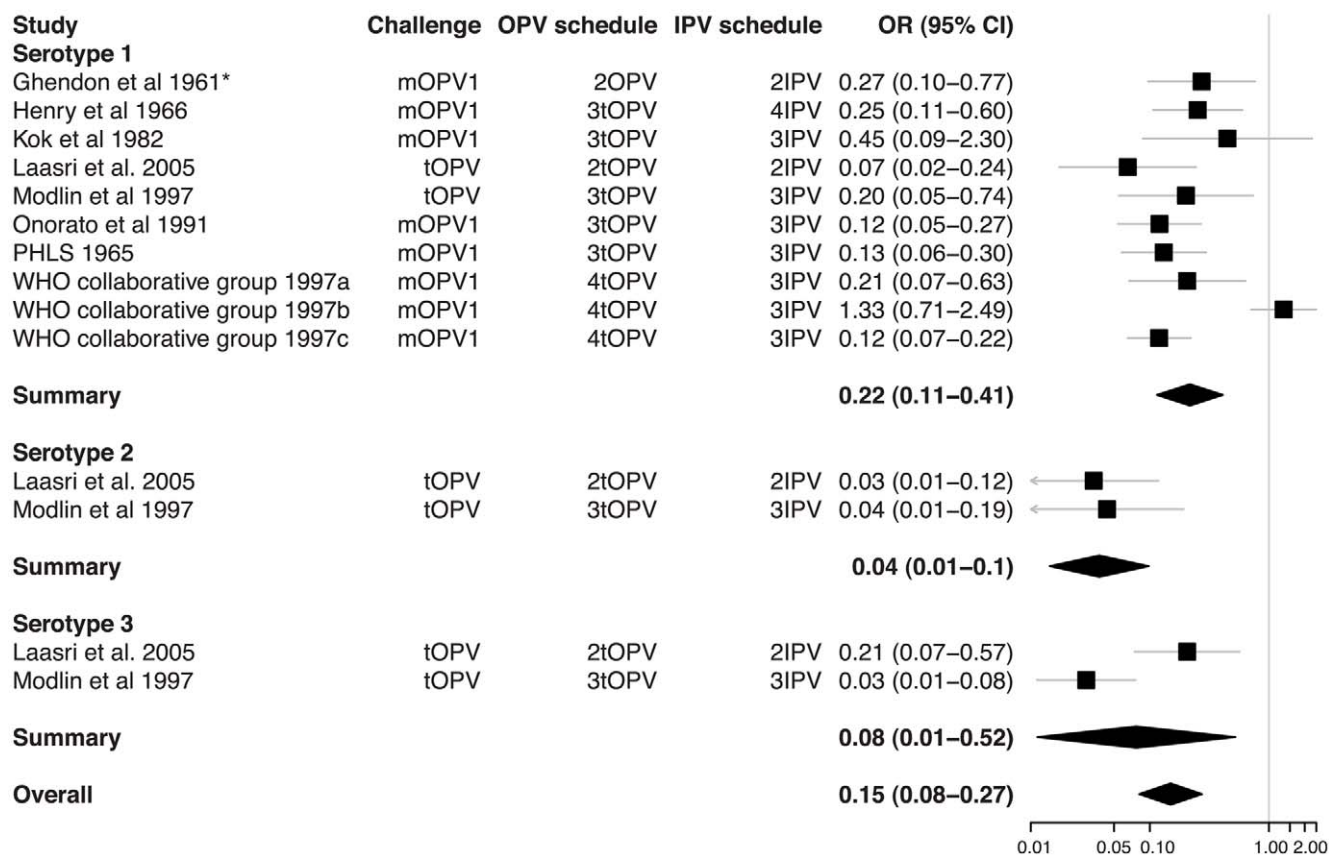 Study Challenge OPV schedule IPV schedule OR (95% CI)
Serotype 1
Ghendon et al 1961* mOPV1 2OPV 2IPV 0.27 (0.10–0.77)
Henry et al 1966 mOPV1 3tOPV 4IPV 0.25 (0.11–0.60)
Kok et al 1982 mOPV1 3tOPV 3IPV 0.45 (0.09–2.30)
Laasri et al. 2005 tOPV 2tOPV 2IPV 0.07 (0.02–0.24)
Modlin et al 1997 tOPV 3tOPV 3IPV 0.20 (0.05–0.74)
Onorato et al 1991 mOPV1 3tOPV 3IPV 0.12 (0.05–0.27)
PHLS 1965 mOPV1 3tOPV 3IPV 0.13 (0.06–0.30)
WHO collaborative group 1997a mOPV1 4tOPV 3IPV 0.21 (0.07–0.63)
WHO collaborative group 1997b mOPV1 4tOPV 3IPV 1.33 (0.71–2.49)
WHO collaborative group 1997c mOPV1 4tOPV 3IPV 0.12 (0.07–0.22)
Summary 0.22 (0.11–0.41)
Serotype 2
Laasri et al. 2005 tOPV 2tOPV 2IPV 0.03 (0.01–0.12)
Modlin et al 1997 tOPV 3tOPV 3IPV 0.04 (0.01–0.19)
Summary 0.04 (0.01–0.1)
Serotype 3
Laasri et al. 2005 tOPV 2tOPV 2IPV 0.21 (0.07–0.57)
Modlin et al 1997 tOPV 3tOPV 3IPV 0.03 (0.01–0.08)
Summary 0.08 (0.01–0.52)
Overall 0.15 (0.08–0.27)
0.01 0.05 0.10 1.00 2.00